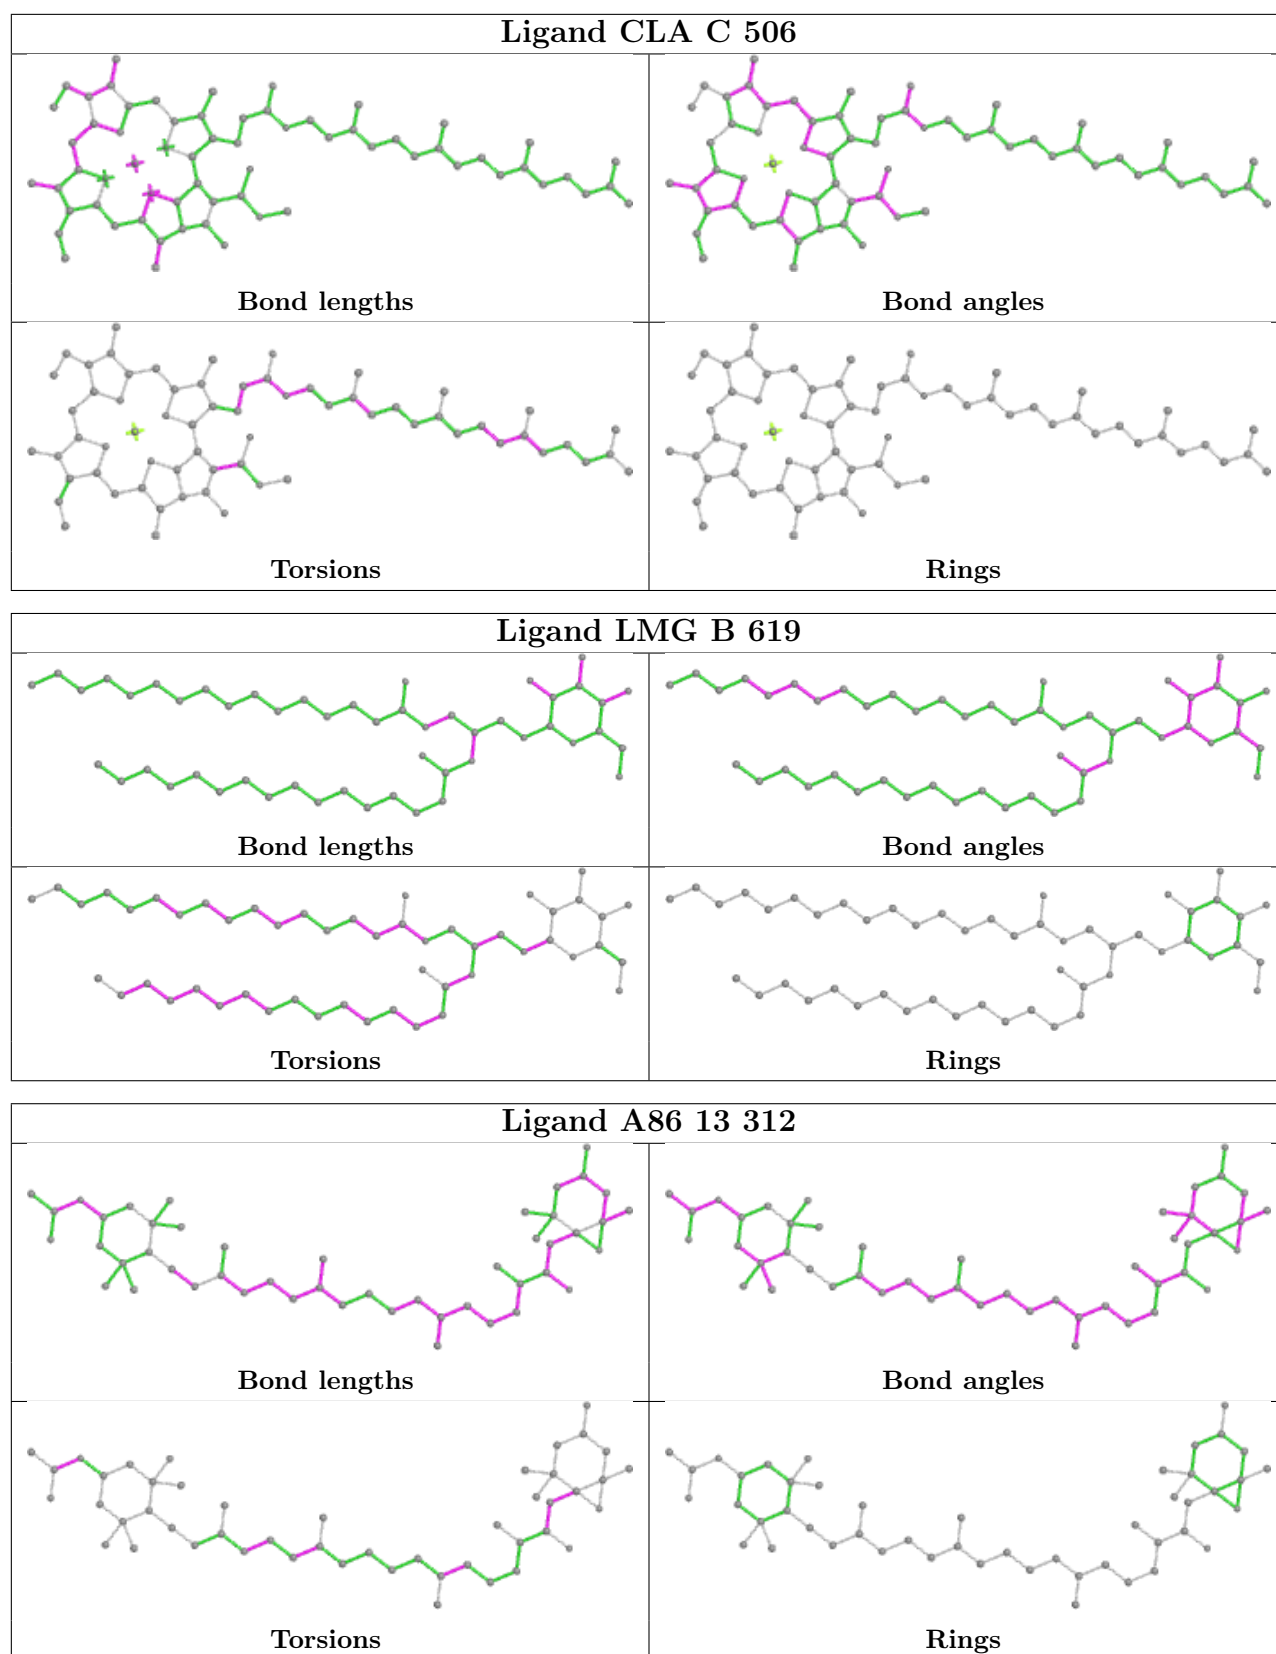 Ligand CLA C 506
Bond lengths
Bond angles
Torsions
Rings
Ligand LMG B 619
Bond lengths
Bond angles
Torsions
Rings
Ligand A86 13 312
Bond lengths
Bond angles
Torsions
Rings